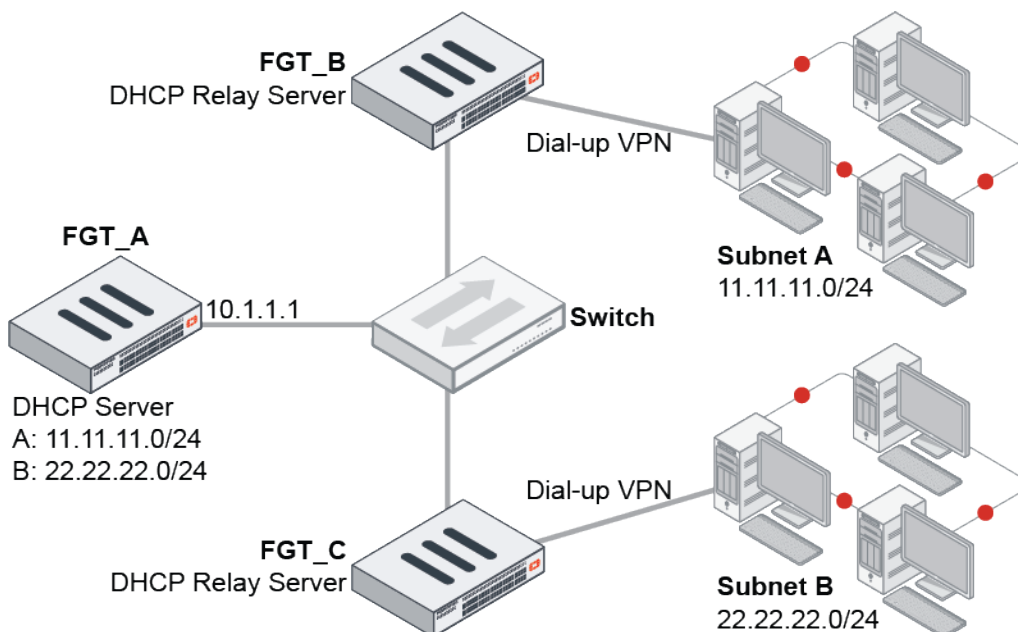 FGT_B
DHCP Relay Server
Dial-up VPN
Subnet A
11.11.11.0/24
FGT_A
10.1.1.1
Switch
DHCP Server
A: 11.11.11.0/24
B: 22.22.22.0/24
Dial-up VPN
FGT_C
DHCP Relay Server
Subnet B
22.22.22.0/24